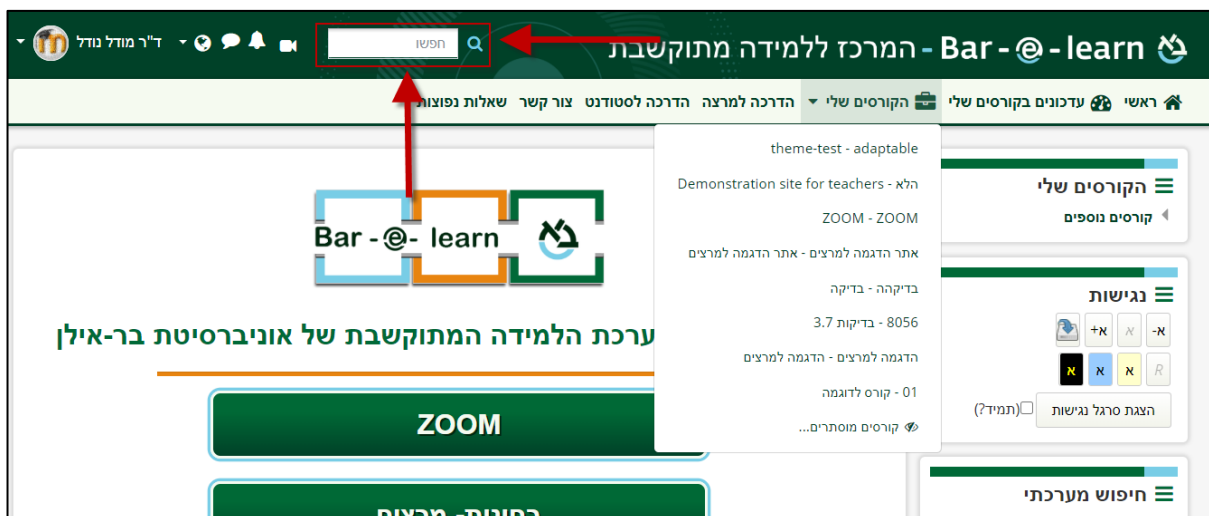 Bar-@-learn - המרכז ללמידה מתוקשבת
חפשו
ד"ר מודל נודל
ראשי עדכונים בקורסים שלי הקורסים שלי הדרכה למרצה הדרכה לסטודנט צור קשר שאלות נפוצות
theme-test - adaptable
הלא - Demonstration site for teachers
ZOOM - ZOOM
אתר הדגמה למרצים - אתר הדגמה למרצים
בדיקהה - בדיקה
8056 - בדיקות 3.7
הדגמה למרצים - הדגמה למרצים
01 - קורס לדוגמה
קורסים מוסתרים...
הקורסים שלי
קורסים נוספים
נגישות
א- א א+
R א א א
הצגת סרגל נגישות (תמיד?)
חיפוש מערכתי
Bar-@-learn בא
ערכת הלמידה המתוקשבת של אוניברסיטת בר-אילן
ZOOM
בחינות- מרצים